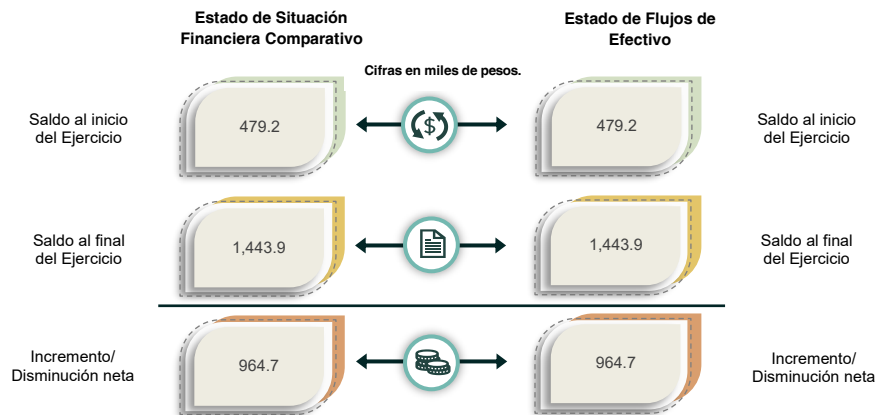 Estado de Situación
Financiera Comparativo
Estado de Flujos de
Efectivo
Cifras en miles de pesos.
Saldo al inicio
del Ejercicio
479.2
$
479.2
Saldo al inicio
del Ejercicio
Saldo al final
del Ejercicio
1,443.9
1,443.9
Saldo al final
del Ejercicio
Incremento/
Disminución neta
964.7
964.7
Incremento/
Disminución neta